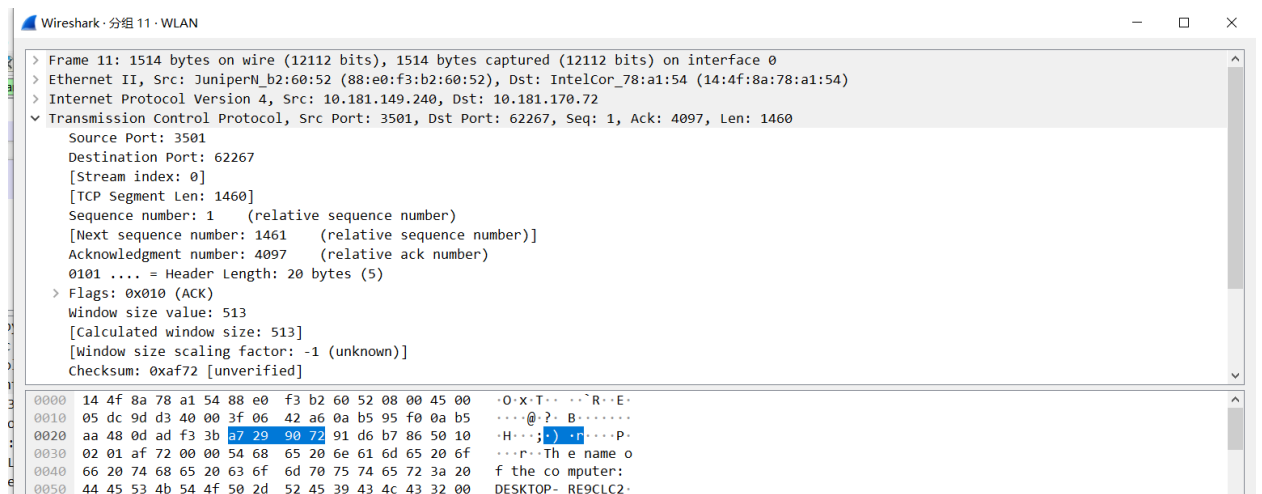 Wireshark · 分组 11 · WLAN
Frame 11: 1514 bytes on wire (12112 bits), 1514 bytes captured (12112 bits) on interface 0
Ethernet II, Src: JuniperN_b2:60:52 (88:e0:f3:b2:60:52), Dst: IntelCor_78:a1:54 (14:4f:8a:78:a1:54)
Internet Protocol Version 4, Src: 10.181.149.240, Dst: 10.181.170.72
Transmission Control Protocol, Src Port: 3501, Dst Port: 62267, Seq: 1, Ack: 4097, Len: 1460
Source Port: 3501
Destination Port: 62267
[Stream index: 0]
[TCP Segment Len: 1460]
Sequence number: 1    (relative sequence number)
[Next sequence number: 1461    (relative sequence number)]
Acknowledgment number: 4097    (relative ack number)
0101 .... = Header Length: 20 bytes (5)
Flags: 0x010 (ACK)
Window size value: 513
[Calculated window size: 513]
[Window size scaling factor: -1 (unknown)]
Checksum: 0xaf72 [unverified]
0000 14 4f 8a 78 a1 54 88 e0 f3 b2 60 52 08 00 45 00 ·O·x·T·· ··`R··E·
0010 05 dc 9d d3 40 00 3f 06 42 a6 0a b5 95 f0 0a b5 ····@·?· B·······
0020 aa 48 0d ad f3 3b a7 29 90 72 91 d6 b7 86 50 10 ·H···;·) ·r····P·
0030 02 01 af 72 00 00 54 68 65 20 6e 61 6d 65 20 6f ···r··Th e name o
0040 66 20 74 68 65 20 63 6f 6d 70 75 74 65 72 3a 20 f the co mputer:
0050 44 45 53 4b 54 4f 50 2d 52 45 39 43 4c 43 32 00 DESKTOP- RE9CLC2·